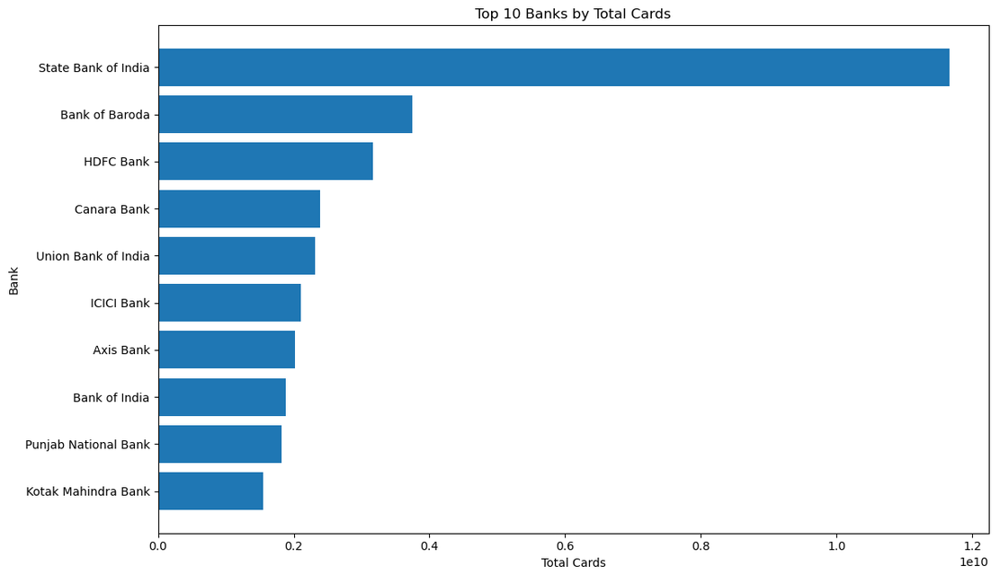 Top 10 Banks by Total Cards
State Bank of India
Bank of Baroda
HDFC Bank
Canara Bank
Union Bank of India
ICICI Bank
Axis Bank
Bank of India
Punjab National Bank
Kotak Mahindra Bank
Bank
0.0 0.2 0.4 0.6 0.8 1.0 1.2
1e10
Total Cards